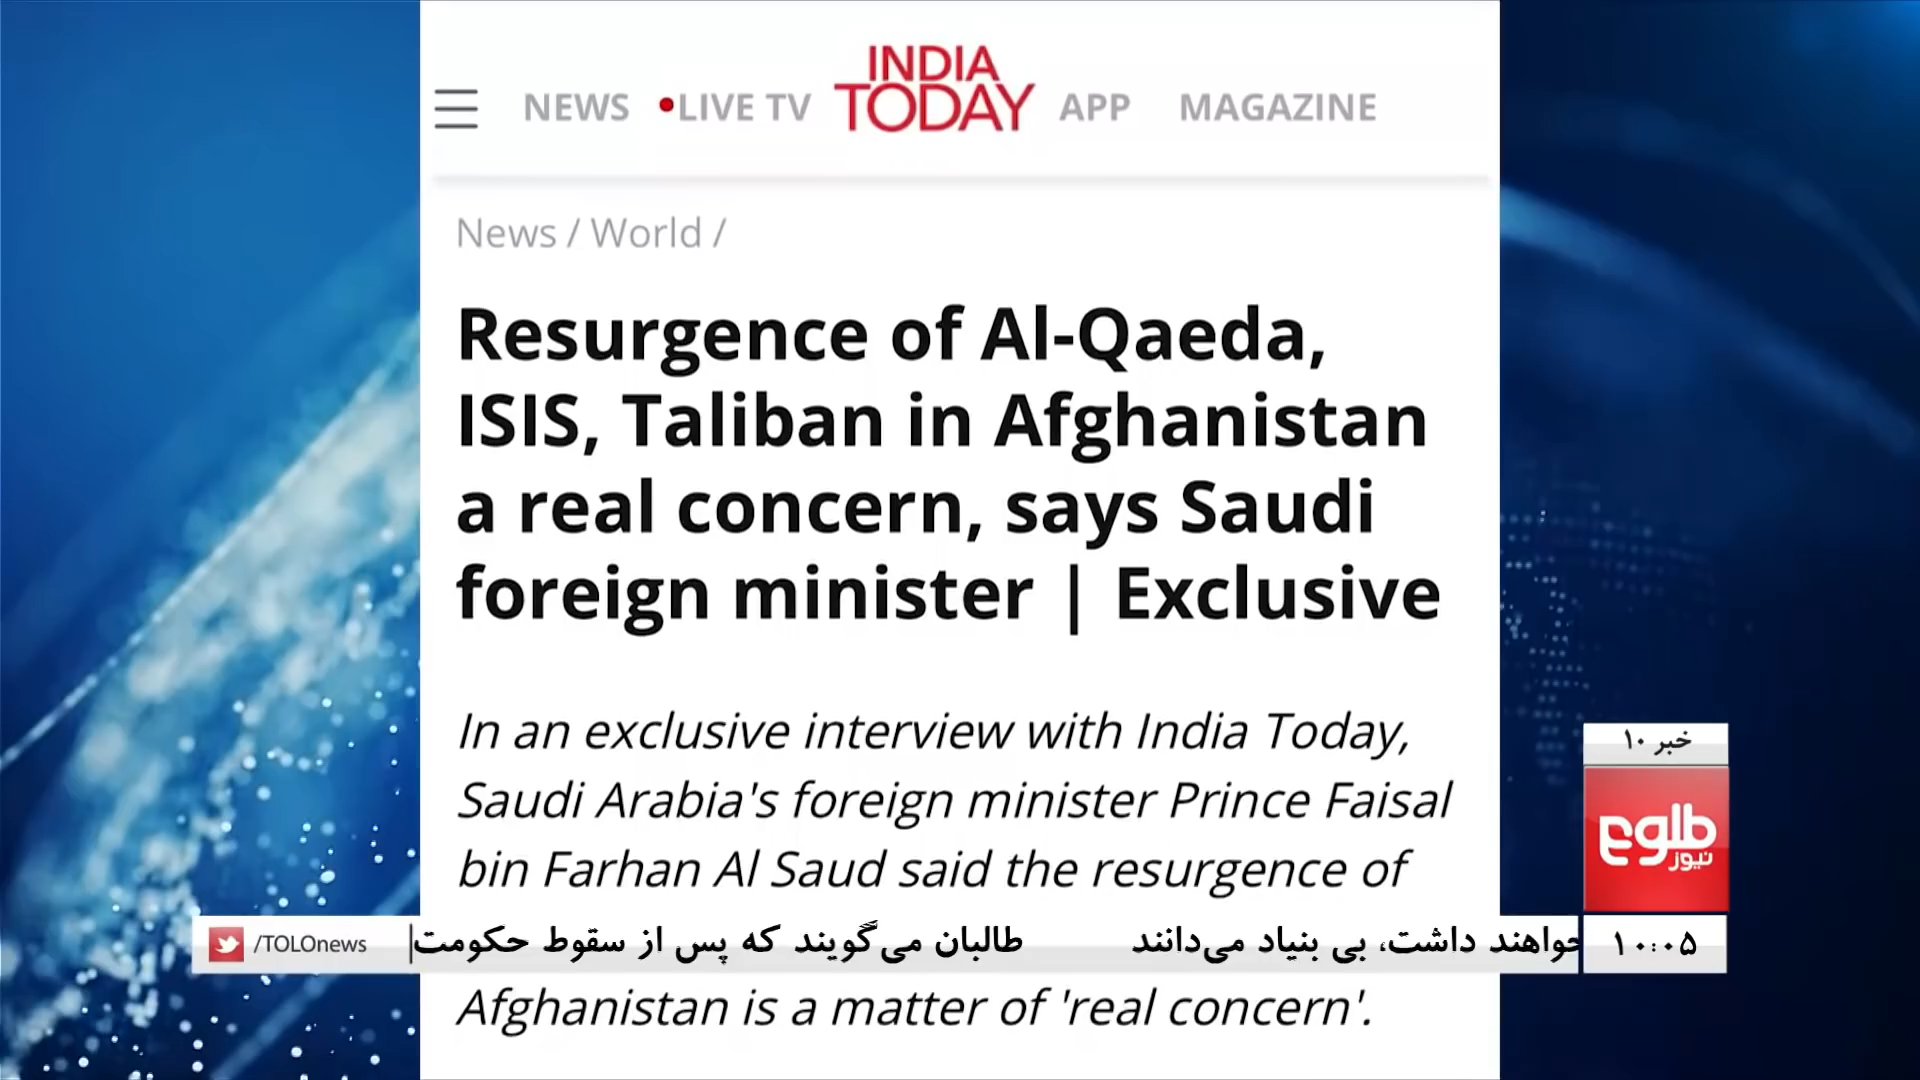 INDIA
NEWS LIVE TV TODAY APP MAGAZINE
News / World /
Resurgence of Al-Qaeda,
ISIS, Taliban in Afghanistan
a real concern, says Saudi
foreign minister | Exclusive
In an exclusive interview with India Today,
Saudi Arabia's foreign minister Prince Faisal
bin Farhan Al Saud said the resurgence of
خبر ۱۰
طلوع
نیوز
/TOLOnews
خواهند داشت، بی بنیاد می‌دانند طالبان می‌گویند که پس از سقوط حکومت
۱۰:۰۵
Afghanistan is a matter of 'real concern'.